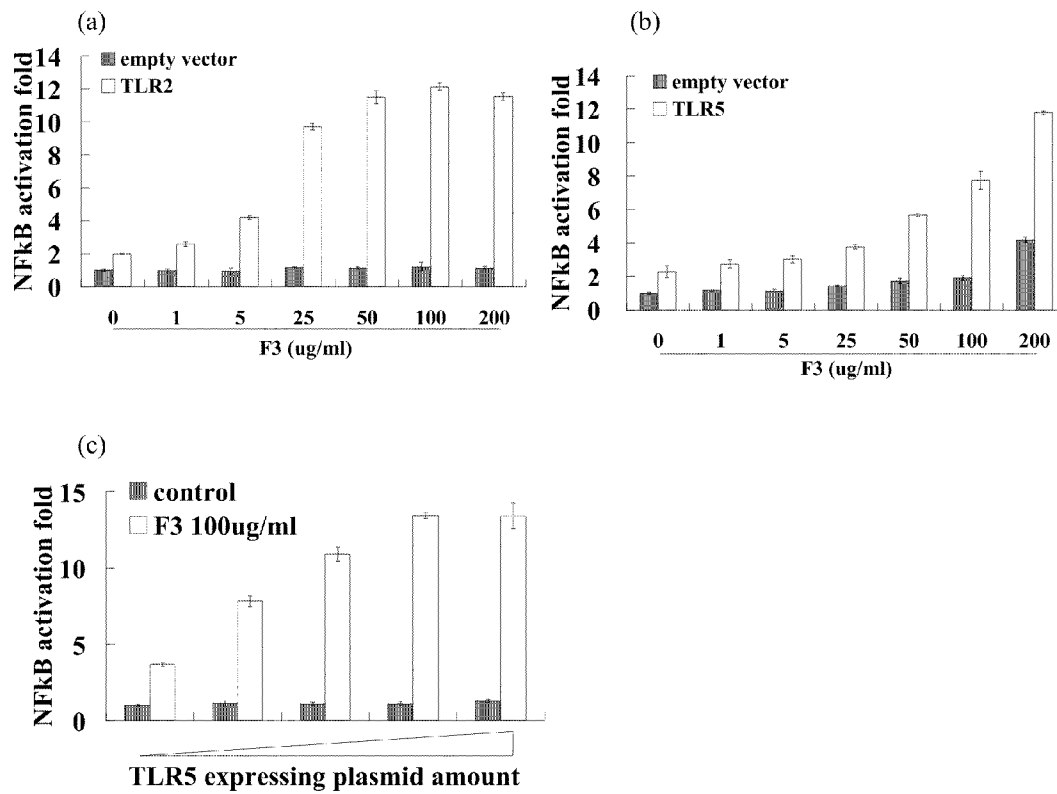 (a)
empty vector
TLR2
NFkB activation fold
14
12
10
8
6
4
2
0
0 1 5 25 50 100 200
F3 (ug/ml)
(b)
empty vector
TLR5
NFkB activation fold
14
12
10
8
6
4
2
0
0 1 5 25 50 100 200
F3 (ug/ml)
(c)
control
F3 100ug/ml
NFkB activation fold
15
10
5
0
TLR5 expressing plasmid amount